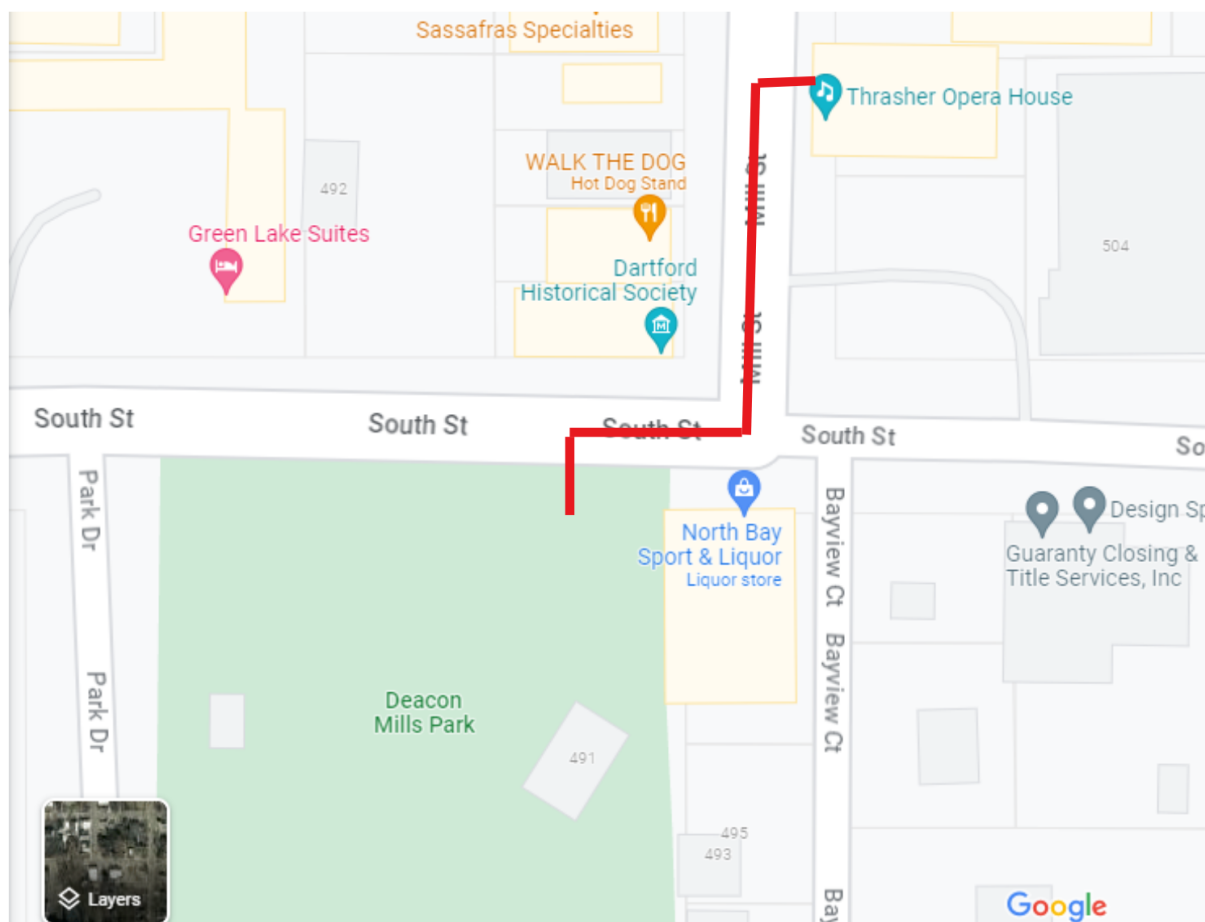 Sassafras Specialties
Thrasher Opera House
WALK THE DOG
Hot Dog Stand
Mill St
492
Green Lake Suites
504
Dartford
Historical Society
Mill St
South St
South St
South St
South St
So
Park Dr
Bayview Ct
North Bay
Sport & Liquor
Liquor store
Design Sp
Guaranty Closing &
Title Services, Inc
Park Dr
Bayview Ct
Deacon
Mills Park
491
495
493
Layers
Bay
Google